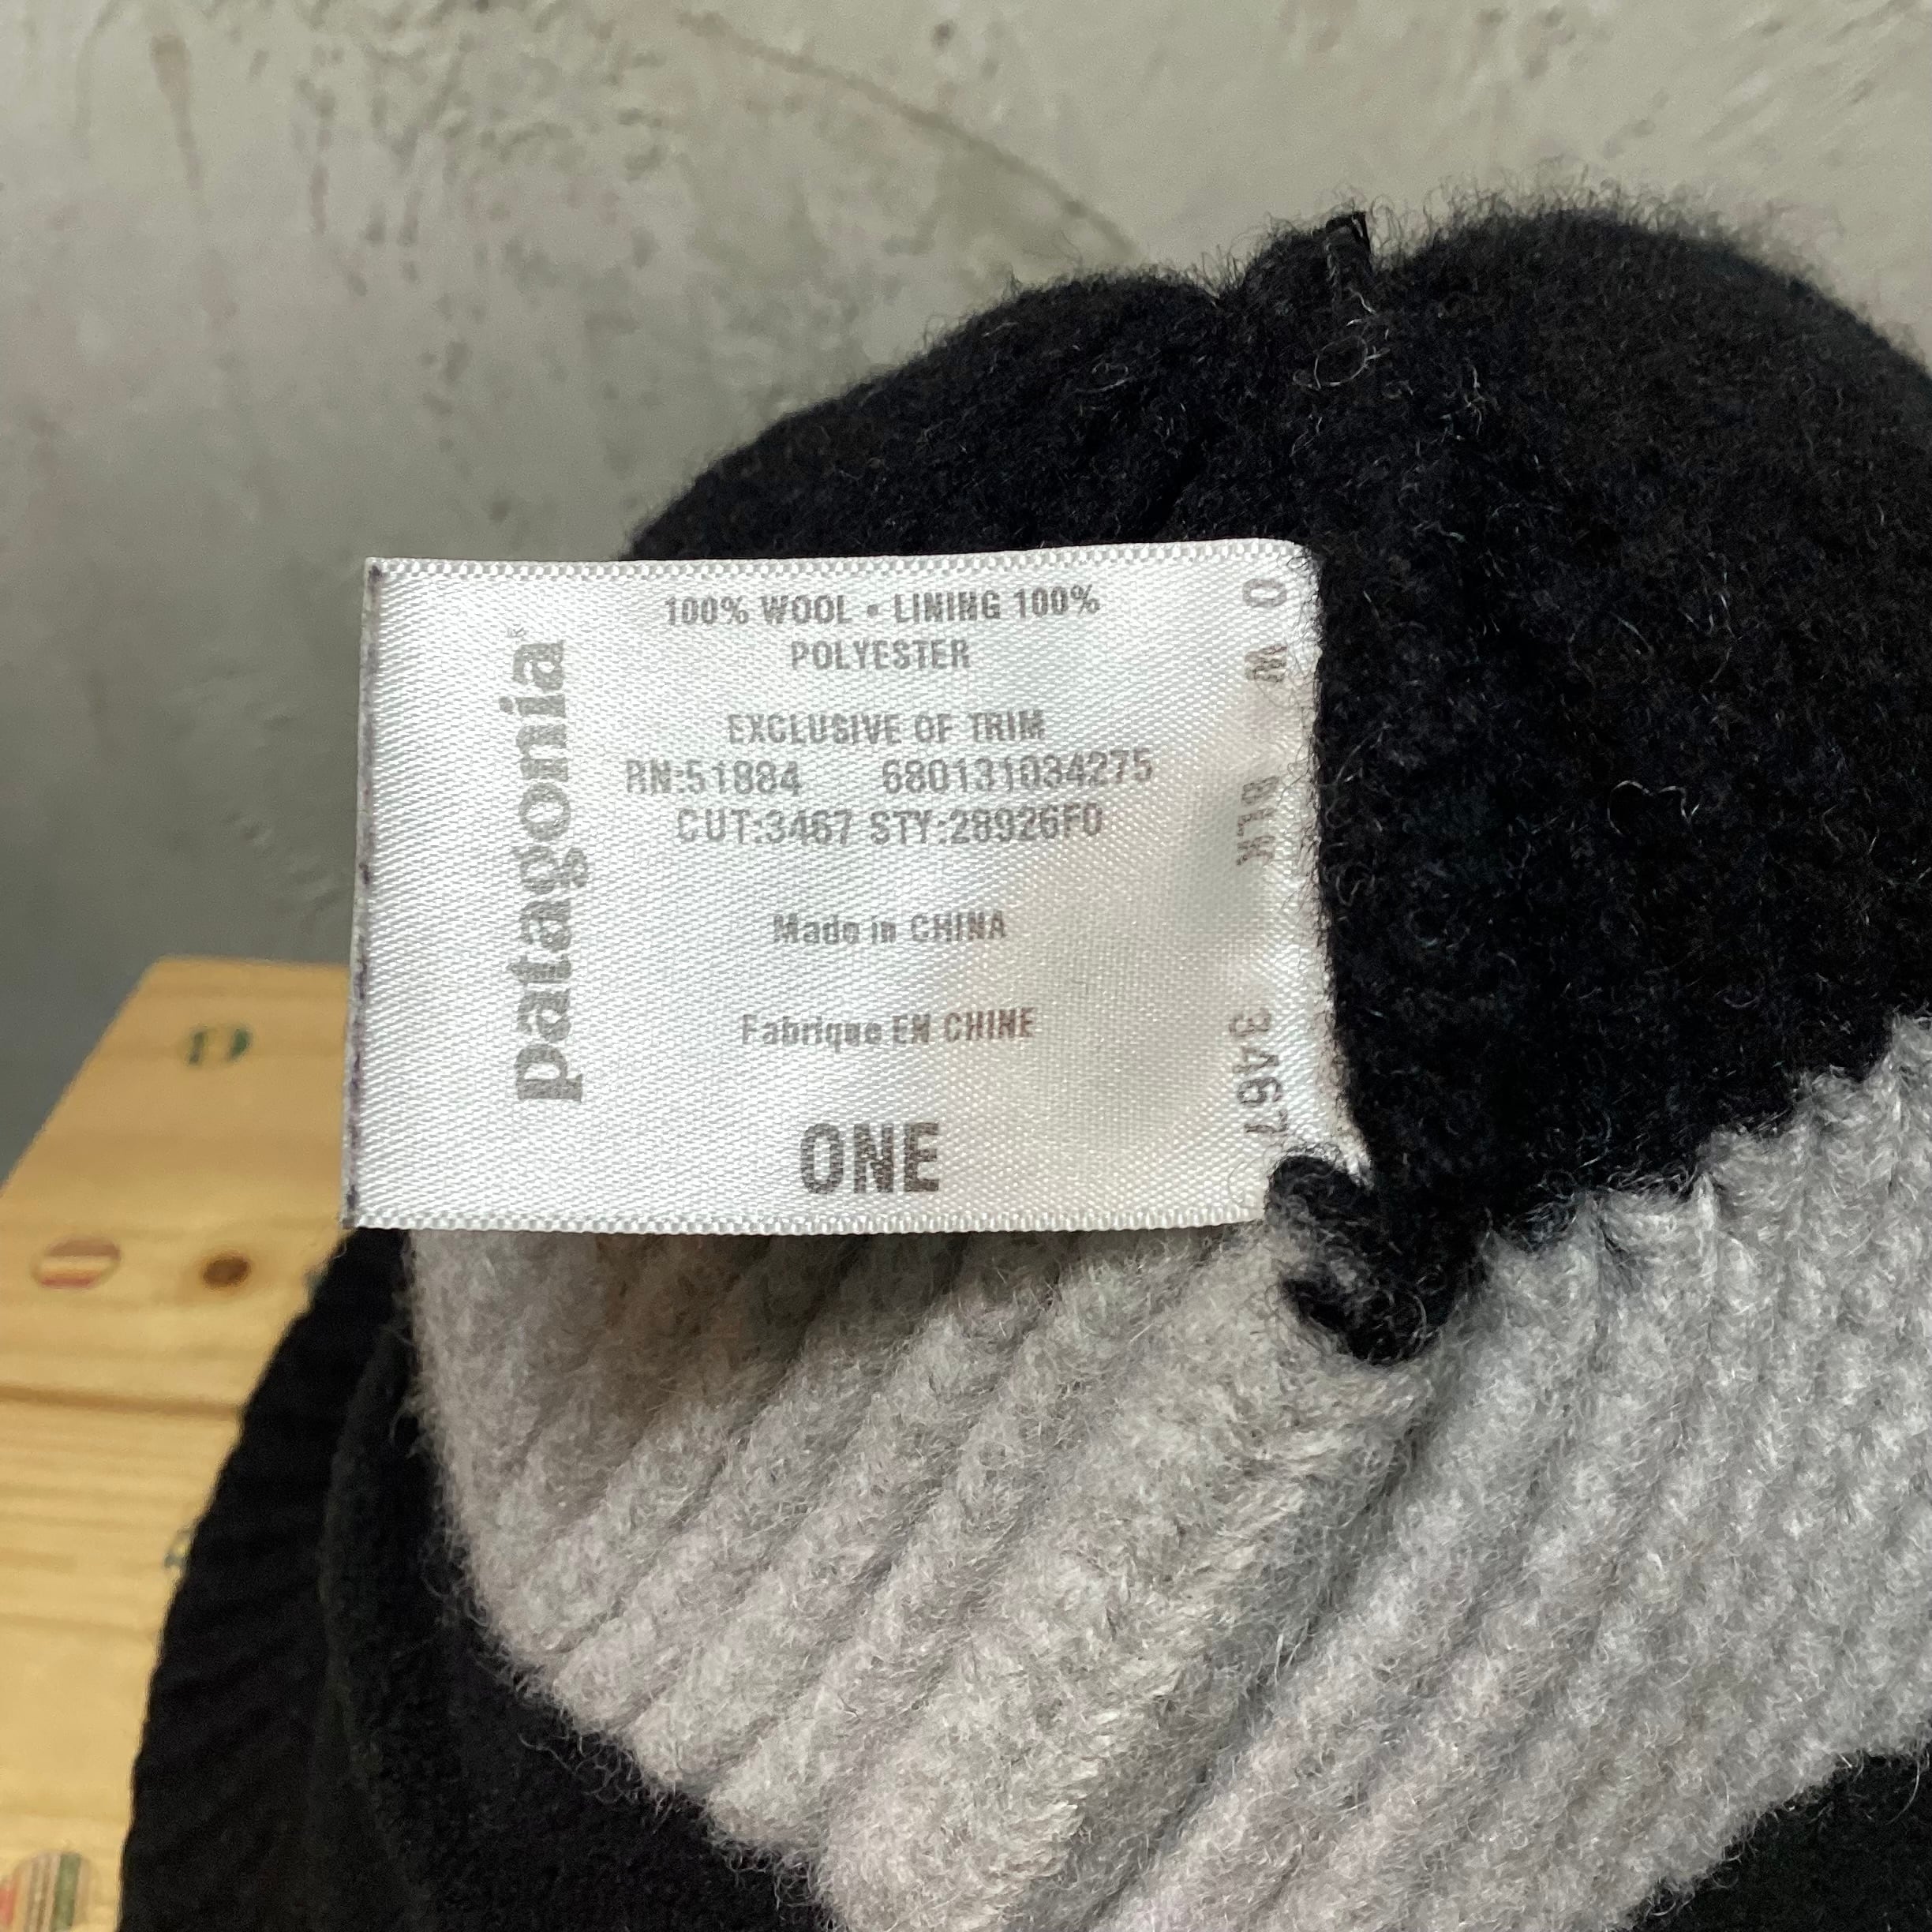 patagonia®
100% WOOL • LINING 100%
POLYESTER
EXCLUSIVE OF TRIM
RN:51884 680131034275
CUT:3467 STY:28926F0
Made in CHINA
Fabrique EN CHINE
ONE
O W BLK 3467